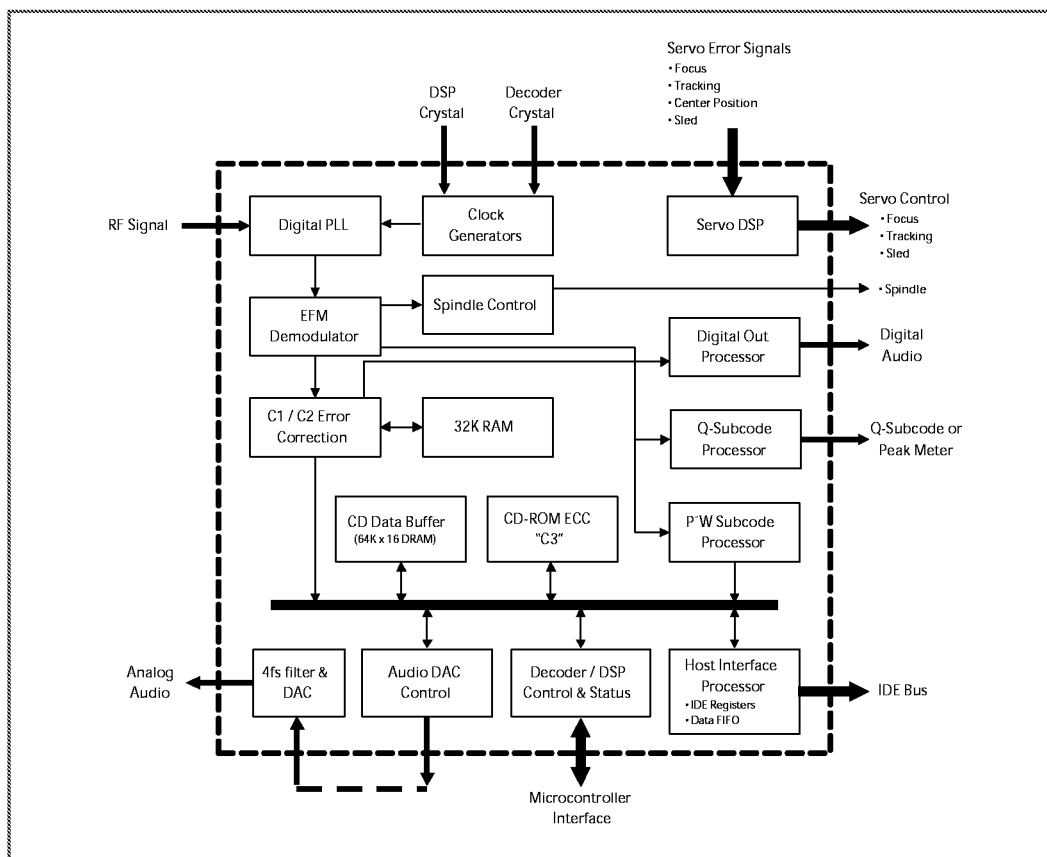 Servo Error Signals
• Focus
• Tracking
• Center Position
• Sled
DSP
Crystal
Decoder
Crystal
RF Signal
Digital PLL
Clock
Generators
Servo DSP
Servo Control
• Focus
• Tracking
• Sled
• Spindle
EFM
Demodulator
Spindle Control
Digital Out
Processor
Digital
Audio
C1 / C2 Error
Correction
32K RAM
Q-Subcode
Processor
Q-Subcode or
Peak Meter
CD Data Buffer
(64K x 16 DRAM)
CD-ROM ECC
"C3"
P~W Subcode
Processor
Analog
Audio
4fs filter &
DAC
Audio DAC
Control
Decoder / DSP
Control & Status
Host Interface
Processor
• IDE Registers
• Data FIFO
IDE Bus
Microcontroller
Interface